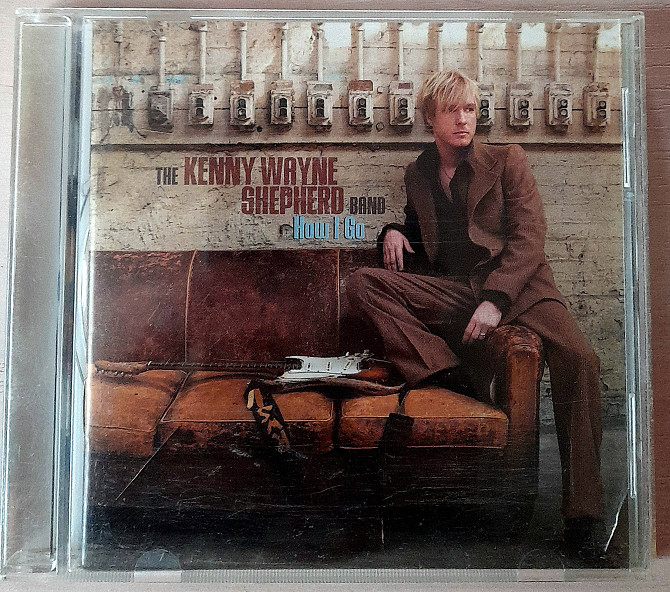 THE KENNY WAYNE
SHEPHERD BAND
How I Go